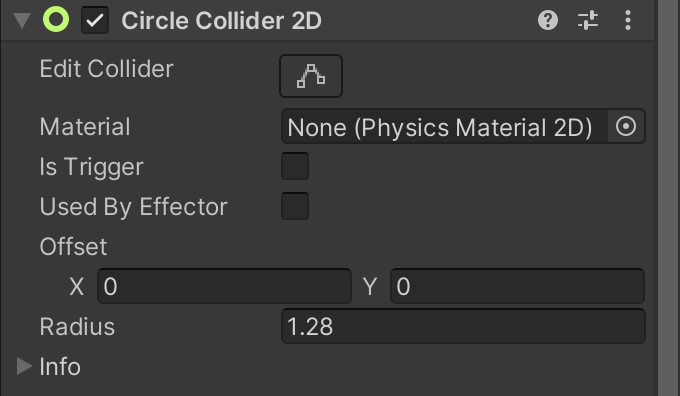 Circle Collider 2D
Edit Collider
Material None (Physics Material 2D)
Is Trigger
Used By Effector
Offset
X 0 Y 0
Radius 1.28
Info